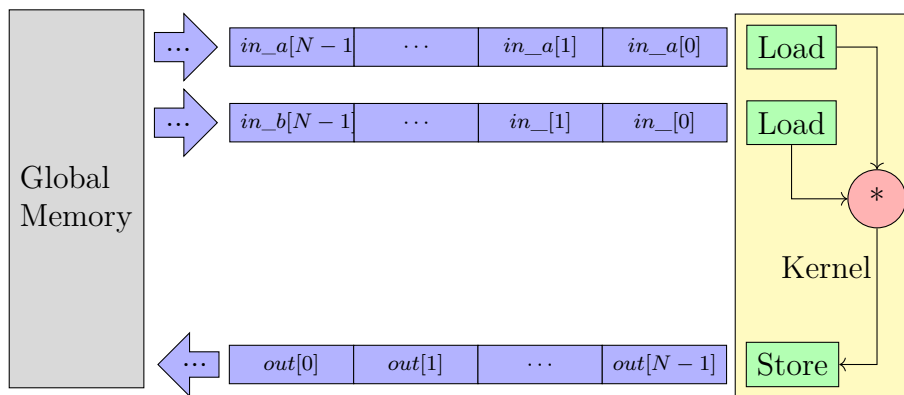 ... in_a[N − 1] ··· in_a[1] in_a[0] Load
... in_b[N − 1] ··· in_[1] in_[0] Load
Global
Memory
*
Kernel
... out[0] out[1] ··· out[N − 1] Store